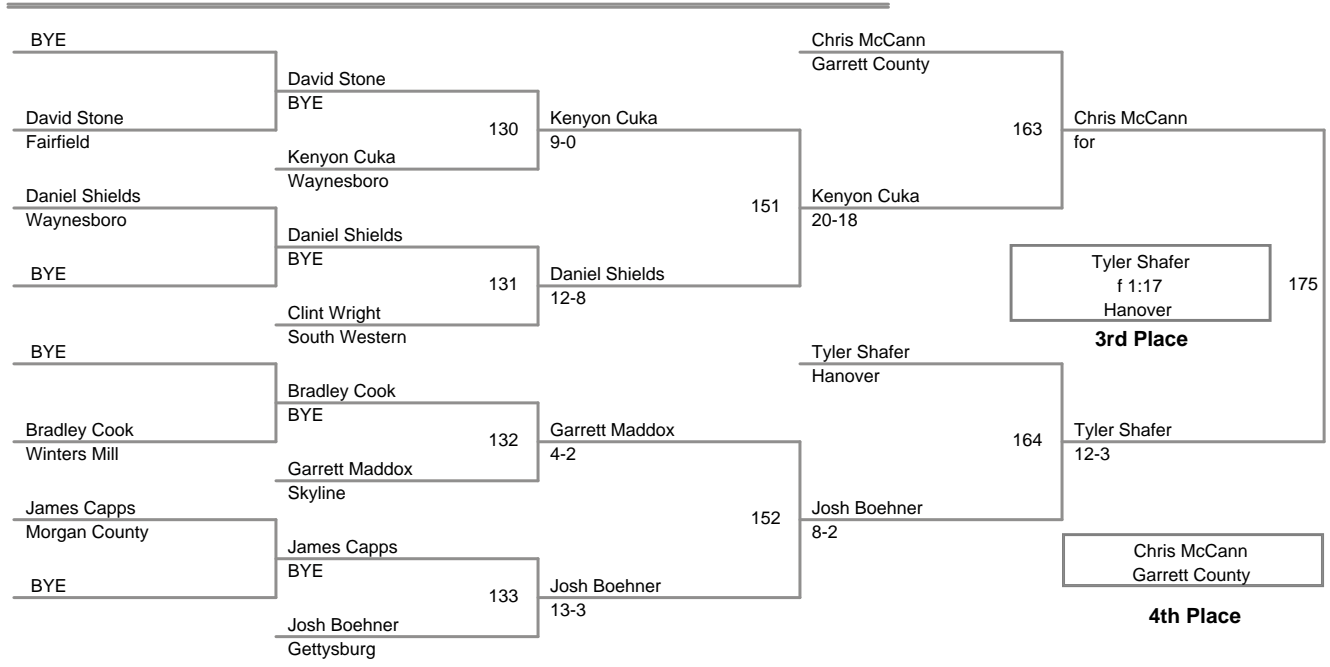 BYE
David Stone
Fairfield
Daniel Shields
Waynesboro
BYE
BYE
Bradley Cook
Winters Mill
James Capps
Morgan County
BYE
David Stone
BYE
130
Kenyon Cuka
Waynesboro
Daniel Shields
BYE
131
Clint Wright
South Western
Bradley Cook
BYE
132
Garrett Maddox
Skyline
James Capps
BYE
133
Josh Boehner
Gettysburg
Kenyon Cuka
9-0
151
Daniel Shields
12-8
Garrett Maddox
4-2
152
Josh Boehner
13-3
Chris McCann
Garrett County
163
Kenyon Cuka
20-18
Tyler Shafer
Hanover
164
Josh Boehner
8-2
Chris McCann
for
175
Tyler Shafer
12-3
Tyler Shafer
f 1:17
Hanover
3rd Place
Chris McCann
Garrett County
4th Place